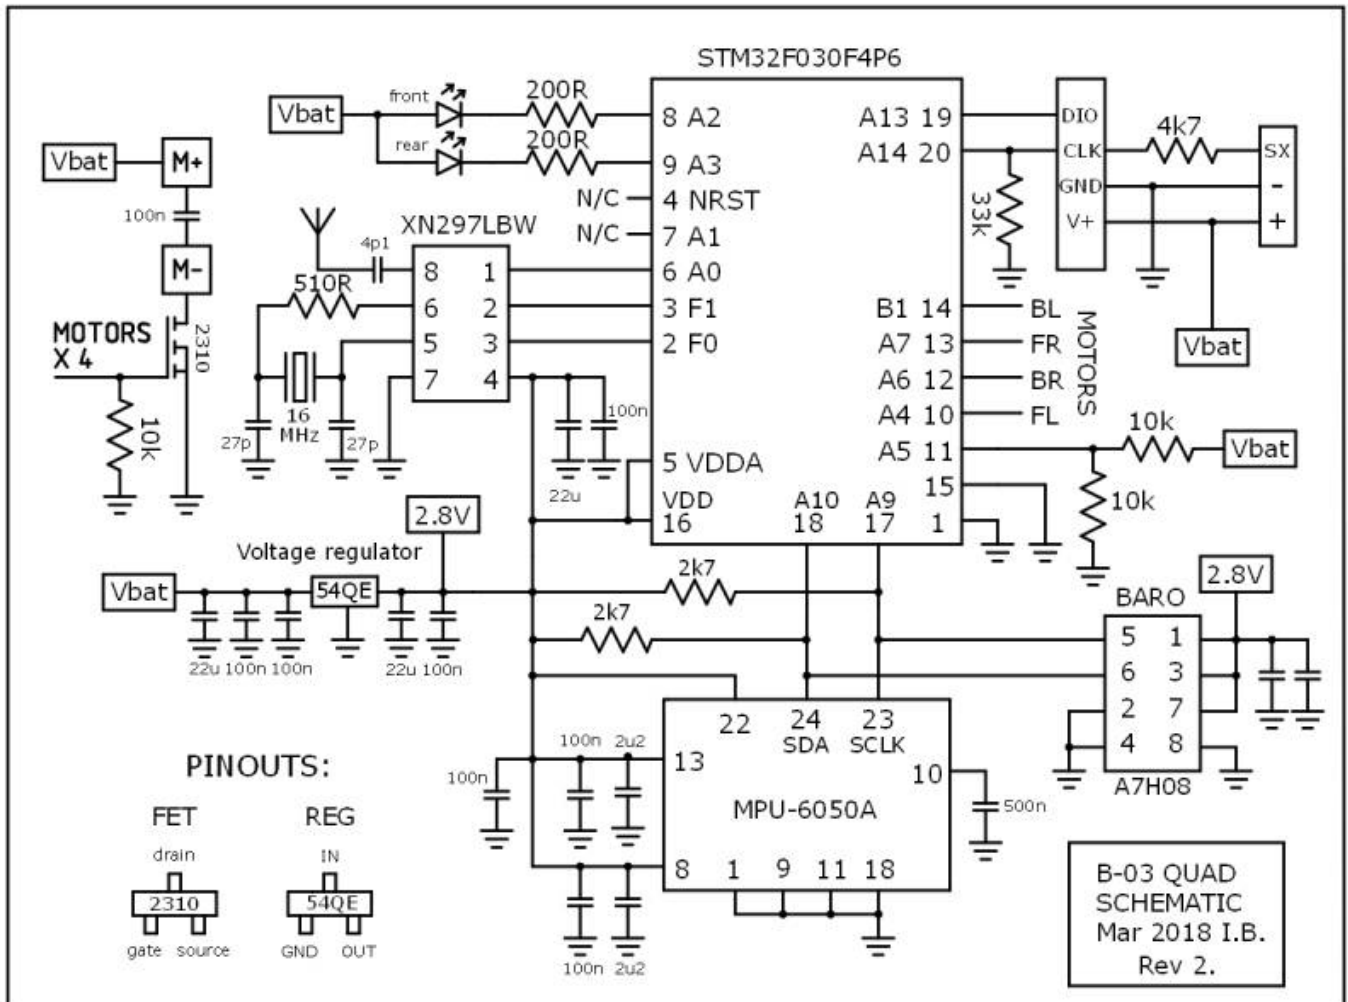 STM32F030F4P6
Vbat
front
200R
8 A2
A13 19
DIO
4k7
SX
rear
200R
9 A3
A14 20
CLK
Vbat
M+
N/C
4 NRST
33k
GND
-
100n
N/C
7 A1
V+
+
XN297LBW
M-
4p1
8 1
6 A0
510R
6 2
3 F1
B1 14
BL
MOTORS
Vbat
MOTORS
X 4
2310
5 3
2 F0
A7 13
FR
7 4
A6 12
BR
16
MHz
100n
A4 10
FL
10k
27p
27p
A5 11
10k
Vbat
5 VDDA
22u
15
VDD
16
A10
18
A9
17
1
10k
2.8V
Voltage regulator
2k7
2.8V
Vbat
54QE
BARO
2k7
5 1
22u 100n 100n
22u 100n
6 3
22
24
SDA
23
SCLK
2 7
PINOUTS:
100n 2u2
13
4 8
100n
10
A7H08
500n
MPU-6050A
FET
REG
drain
IN
8
1
9
11
18
B-03 QUAD
SCHEMATIC
Mar 2018 I.B.
Rev 2.
2310
54QE
gate source
GND OUT
100n 2u2